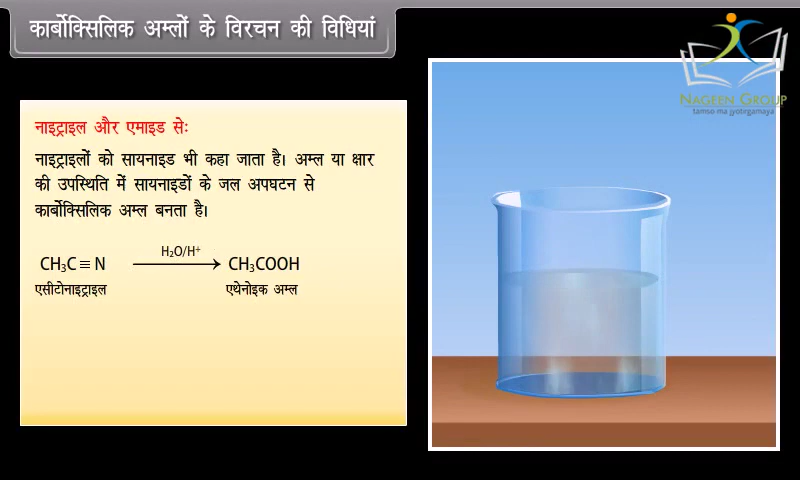 कार्बोक्सिलिक अम्लों के विरचन की विधियां
NAGEEN GROUP
tamso ma jyotirgamaya
नाइट्राइल और एमाइड से:
नाइट्राइलों को सायनाइड भी कहा जाता है। अम्ल या क्षार
की उपस्थिति में सायनाइडों के जल अपघटन से
कार्बोक्सिलिक अम्ल बनता है।
H₂O/H⁺
CH₃C ≡ N ⟶ CH₃COOH
एसीटोनाइट्राइल एथेनोइक अम्ल